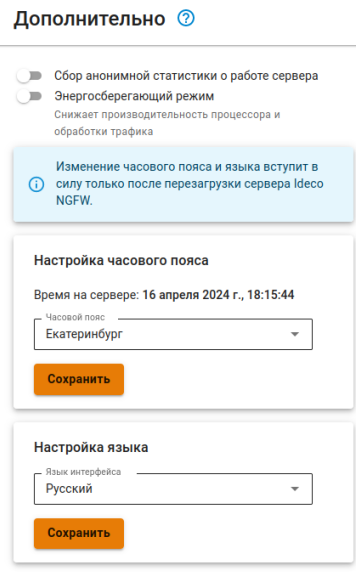 Дополнительно
Сбор анонимной статистики о работе сервера
Энергосберегающий режим
Снижает производительность процессора и
обработки трафика
Изменение часового пояса и языка вступит в
силу только после перезагрузки сервера Ideco
NGFW.
Настройка часового пояса
Время на сервере: 16 апреля 2024 г., 18:15:44
Часовой пояс
Екатеринбург
Сохранить
Настройка языка
Язык интерфейса
Русский
Сохранить